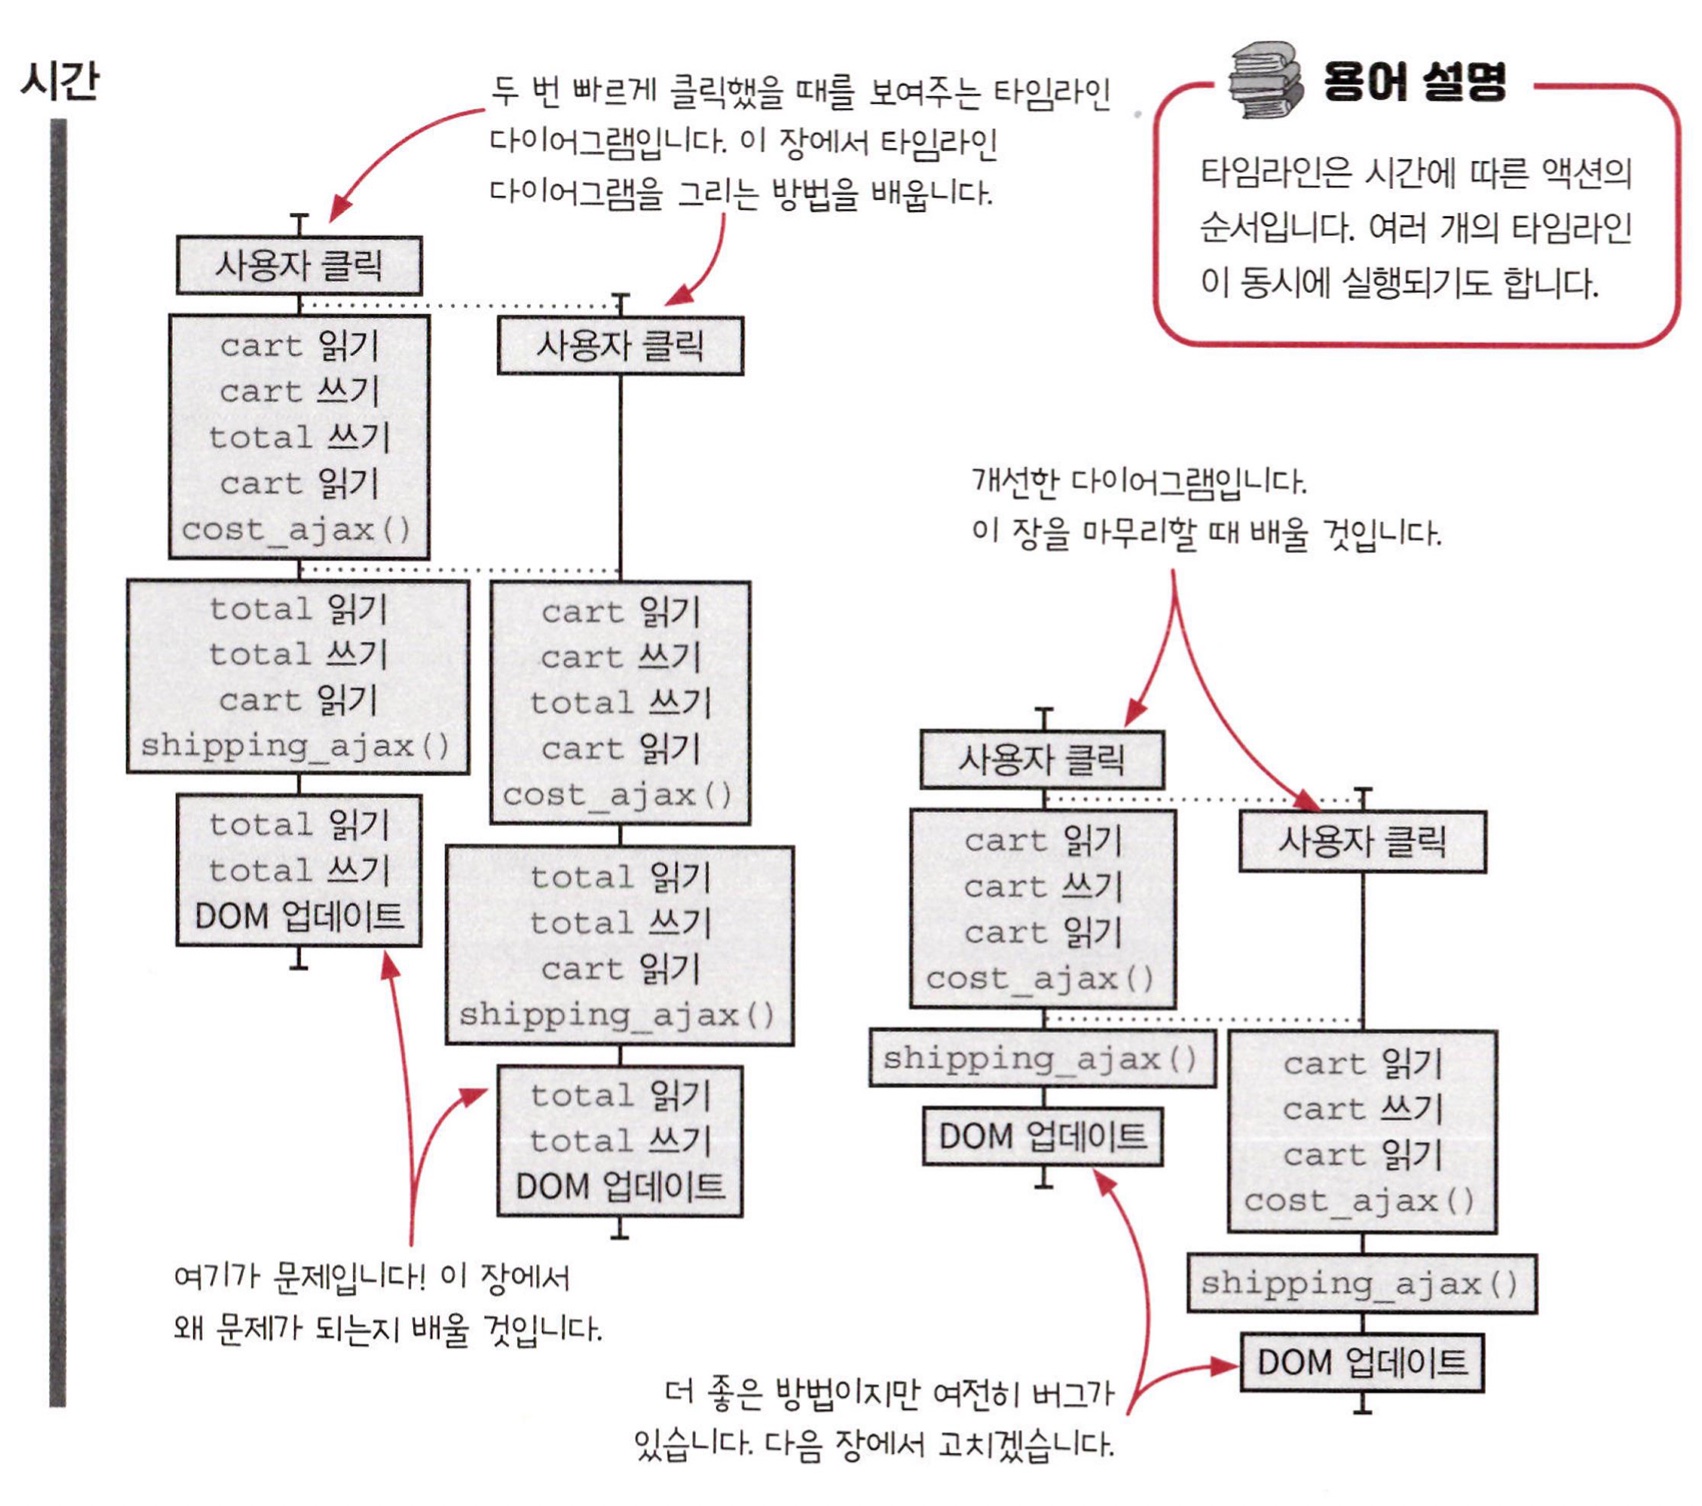 시간
두 번 빠르게 클릭했을 때를 보여주는 타임라인
다이어그램입니다. 이 장에서 타임라인
다이어그램을 그리는 방법을 배웁니다.
용어 설명
타임라인은 시간에 따른 액션의
순서입니다. 여러 개의 타임라인
이 동시에 실행되기도 합니다.
사용자 클릭
cart 읽기
cart 쓰기
total 쓰기
cart 읽기
cost_ajax()
total 읽기
total 쓰기
cart 읽기
shipping_ajax()
total 읽기
total 쓰기
DOM 업데이트
사용자 클릭
cart 읽기
cart 쓰기
total 쓰기
cart 읽기
cost_ajax()
total 읽기
total 쓰기
cart 읽기
shipping_ajax()
total 읽기
total 쓰기
DOM 업데이트
여기가 문제입니다! 이 장에서
왜 문제가 되는지 배울 것입니다.
개선한 다이어그램입니다.
이 장을 마무리할 때 배울 것입니다.
사용자 클릭
cart 읽기
cart 쓰기
cart 읽기
cost_ajax()
shipping_ajax()
DOM 업데이트
사용자 클릭
cart 읽기
cart 쓰기
cart 읽기
cost_ajax()
shipping_ajax()
DOM 업데이트
더 좋은 방법이지만 여전히 버그가
있습니다. 다음 장에서 고치겠습니다.